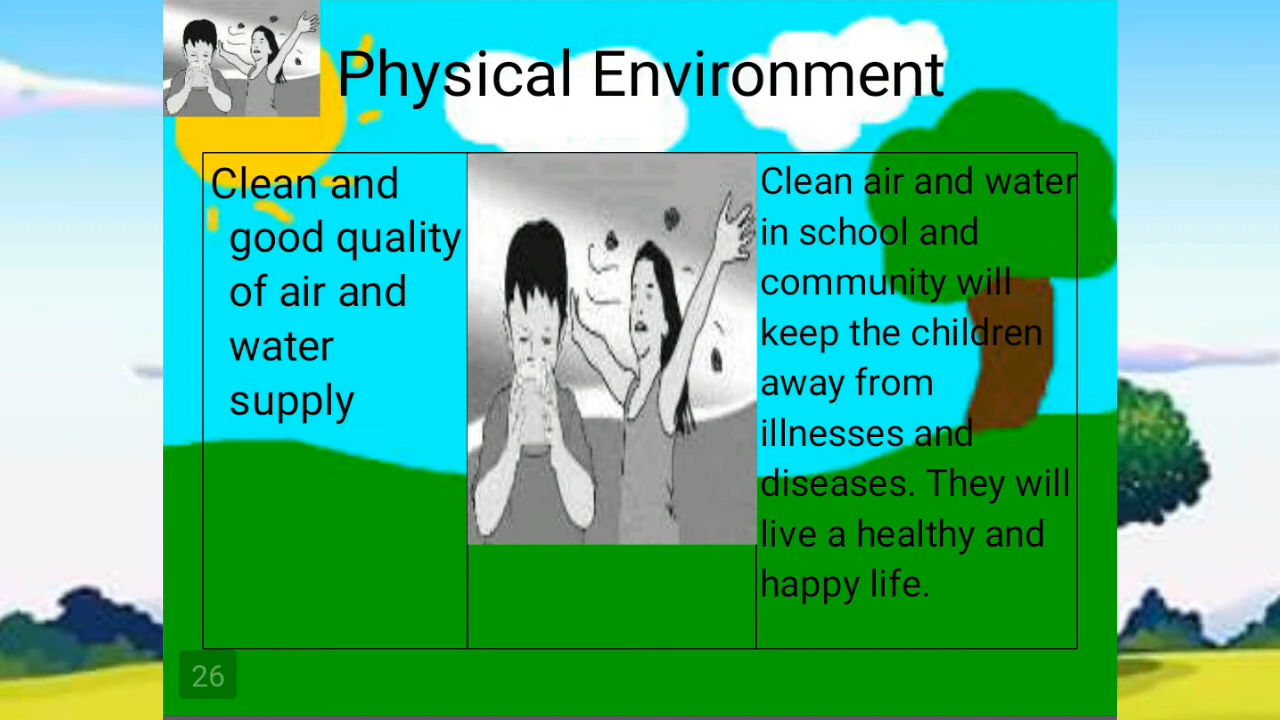 Physical Environment
Clean and
good quality
of air and
water
supply
Clean air and water
in school and
community will
keep the children
away from
illnesses and
diseases. They will
live a healthy and
happy life.
26